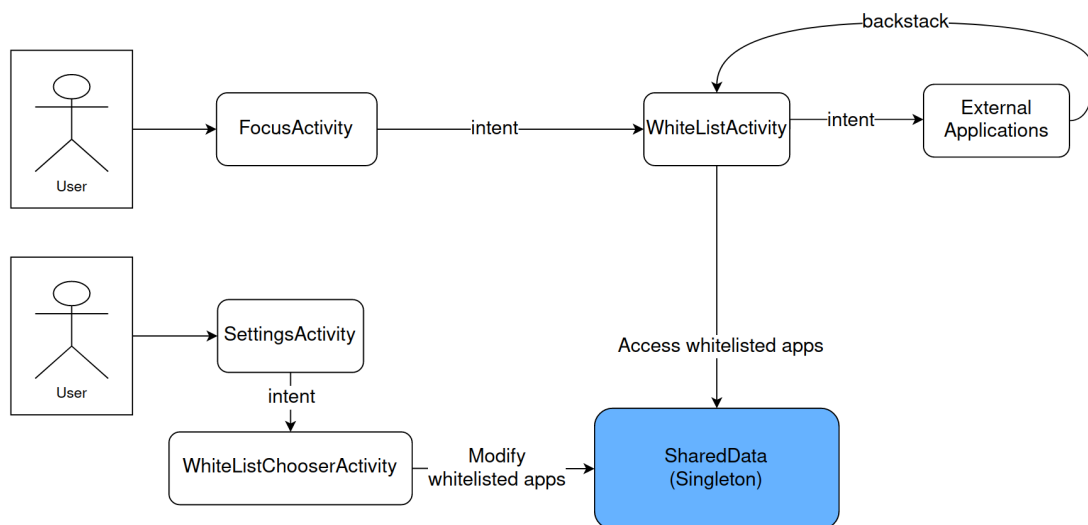 backstack
User
FocusActivity
intent
WhiteListActivity
intent
External
Applications
User
SettingsActivity
intent
Access whitelisted apps
WhiteListChooserActivity
Modify
whitelisted apps
SharedData
(Singleton)